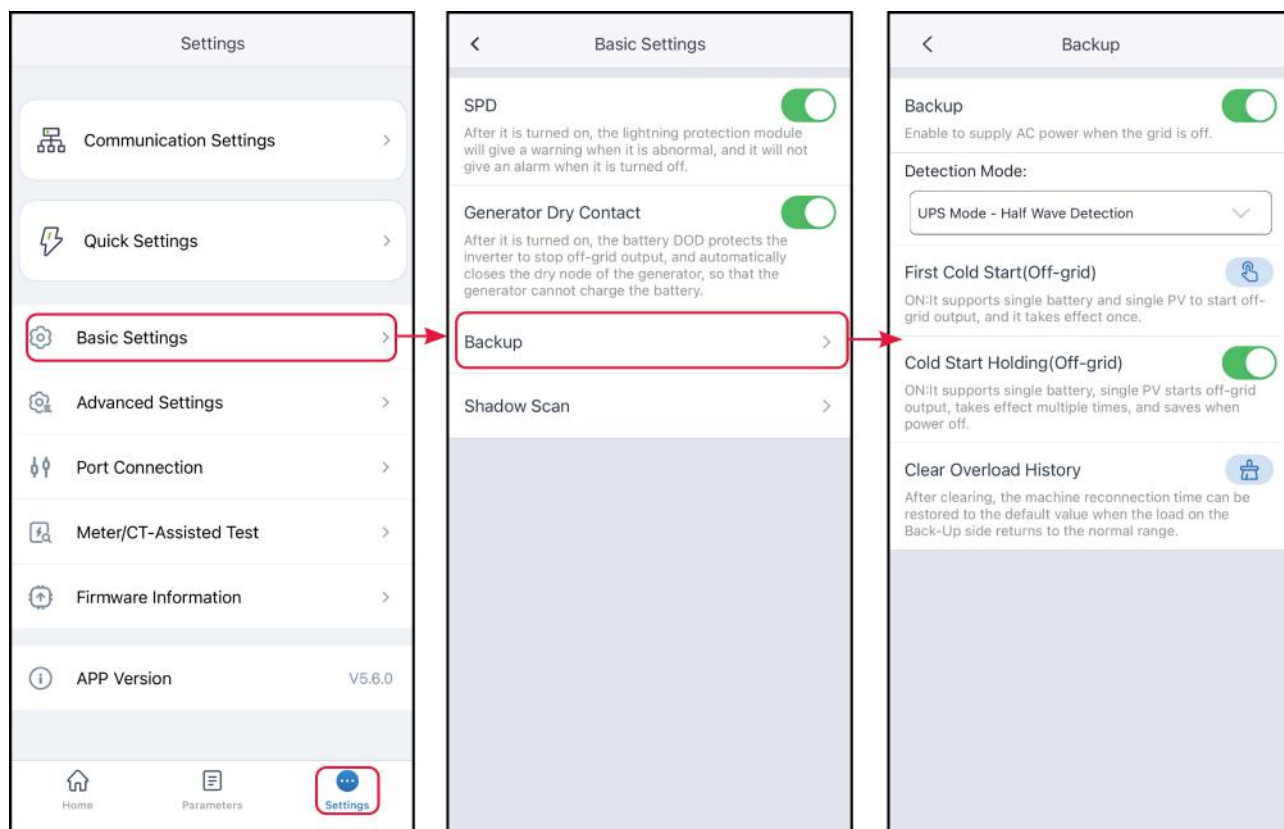 Settings
Communication Settings
Quick Settings
Basic Settings
Advanced Settings
Port Connection
Meter/CT-Assisted Test
Firmware Information
APP Version V5.6.0
Home Parameters Settings
Basic Settings
SPD
After it is turned on, the lightning protection module
will give a warning when it is abnormal, and it will not
give an alarm when it is turned off.
Generator Dry Contact
After it is turned on, the battery DOD protects the
inverter to stop off-grid output, and automatically
closes the dry node of the generator, so that the
generator cannot charge the battery.
Backup
Shadow Scan
Backup
Backup
Enable to supply AC power when the grid is off.
Detection Mode:
UPS Mode - Half Wave Detection
First Cold Start(Off-grid)
ON:It supports single battery and single PV to start off-
grid output, and it takes effect once.
Cold Start Holding(Off-grid)
ON:It supports single battery, single PV starts off-grid
output, takes effect multiple times, and saves when
power off.
Clear Overload History
After clearing, the machine reconnection time can be
restored to the default value when the load on the
Back-Up side returns to the normal range.